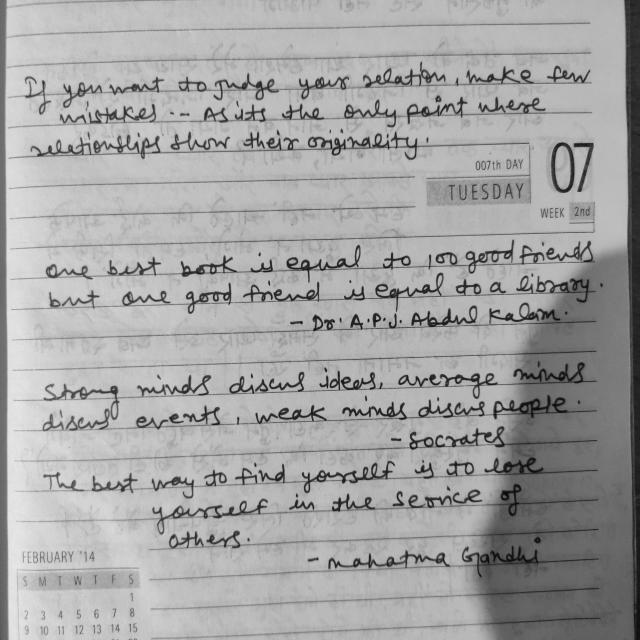 If you want to judge your relation, make few
mistakes -- As its the only point where
relationslips show their originality.
007th DAY
07
TUESDAY
WEEK 2nd
One best book is equal to 100 good friends
but one good friend is equal to a library.
- Dr. A.P.J. Abdul Kalam.
Strong minds discus ideas, average minds
discus events, weak minds discus people.
- Socrates
The best way to find yourself is to lose
yourself in the service of
others.
- Mahatma Gandhi
FEBRUARY '14
S M T W T F S
1
2 3 4 5 6 7 8
9 10 11 12 13 14 15